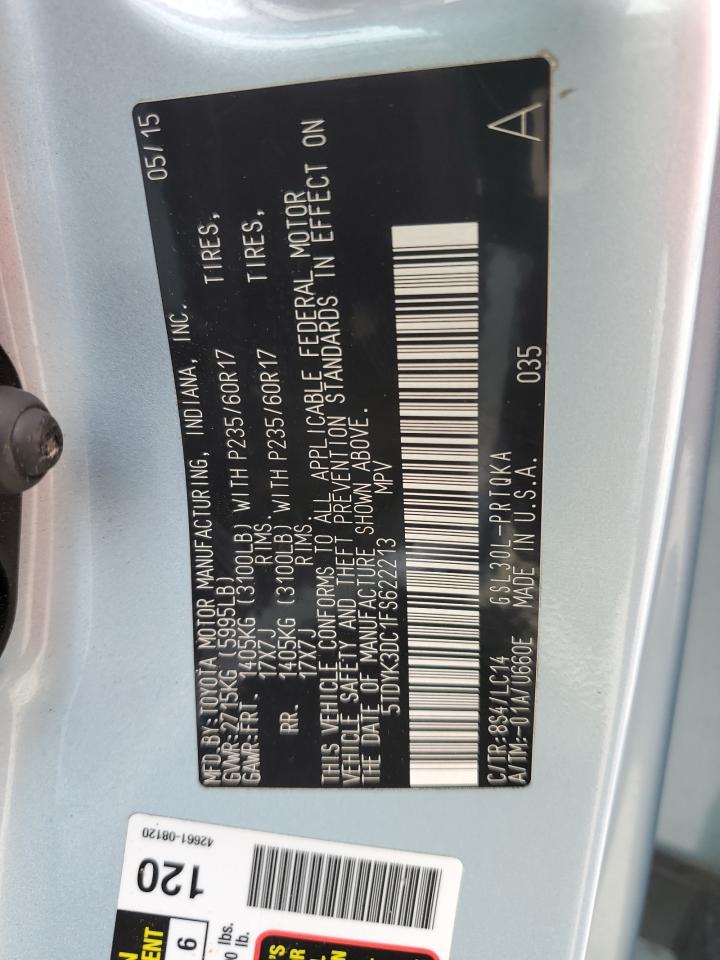 MFD.BY:TOYOTA MOTOR MANUFACTURING, INDIANA, INC. 05/15
GVWR:2715KG (5995LB)
GAWR:FRT. 1405KG (3100LB) WITH P235/60R17 TIRES,
17X7J RIMS.
RR. 1405KG (3100LB) WITH P235/60R17 TIRES,
17X7J RIMS
THIS VEHICLE CONFORMS TO ALL APPLICABLE FEDERAL MOTOR
VEHICLE SAFETY AND THEFT PREVENTION STANDARDS IN EFFECT ON
THE DATE OF MANUFACTURE SHOWN ABOVE.
5TDYK3DC1FS622213 MPV
C/TR:8S4/LC14 GSL30L-PRTQKA
A/TM:-01A/U660E MADE IN U.S.A. 035 A
42661-08120
120
6
lbs.
lb.